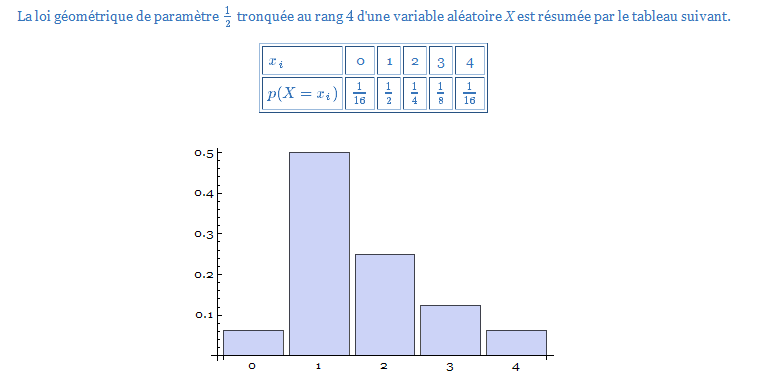 La loi géométrique de paramètre 1/2 tronquée au rang 4 d'une variable aléatoire X est résumée par le tableau suivant.
x_i 0 1 2 3 4
p(X = x_i) 1/16 1/2 1/4 1/8 1/16
0.5
0.4
0.3
0.2
0.1
0 1 2 3 4